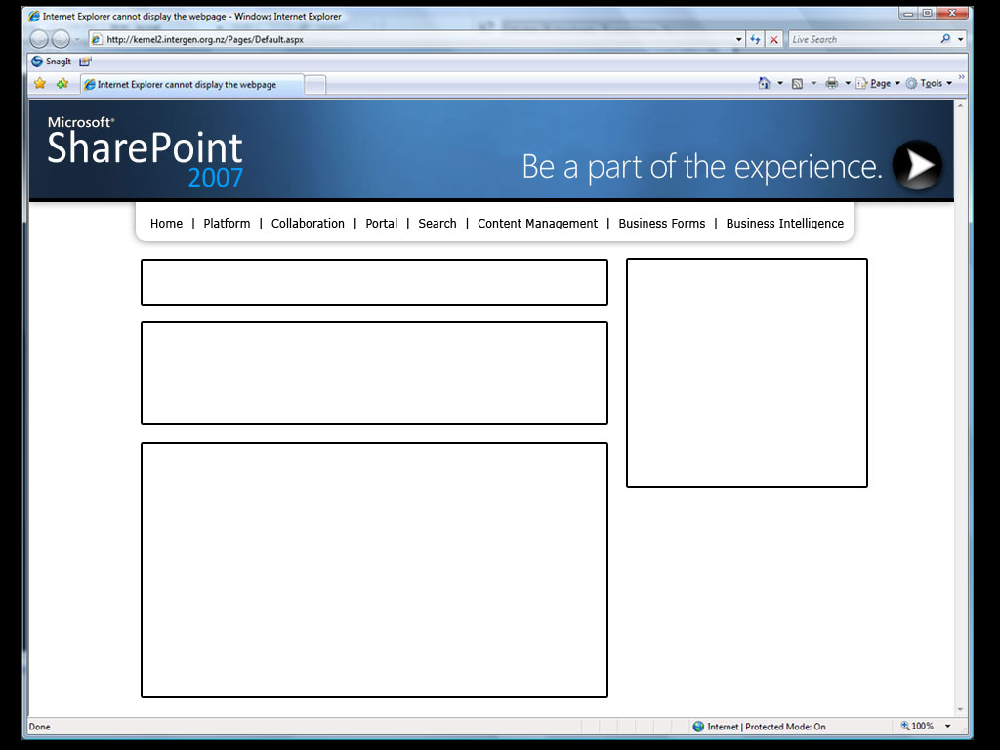 Internet Explorer cannot display the webpage - Windows Internet Explorer
http://kernel2.intergen.org.nz/Pages/Default.aspx
Live Search
SnagIt
Internet Explorer cannot display the webpage
Page
Tools
Microsoft®
SharePoint
2007
Be a part of the experience.
Home | Platform | Collaboration | Portal | Search | Content Management | Business Forms | Business Intelligence
Done
Internet | Protected Mode: On
100%